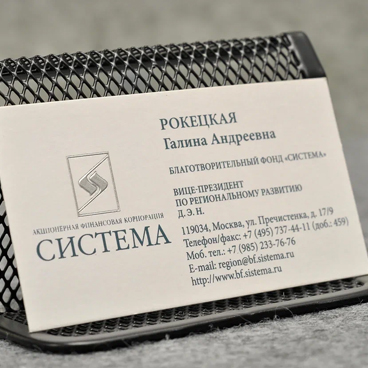 РОКЕЦКАЯ
Галина Андреевна
БЛАГОТВОРИТЕЛЬНЫЙ ФОНД «СИСТЕМА»
ВИЦЕ-ПРЕЗИДЕНТ
ПО РЕГИОНАЛЬНОМУ РАЗВИТИЮ
Д. Э. Н.
АКЦИОНЕРНАЯ ФИНАНСОВАЯ КОРПОРАЦИЯ
СИСТЕМА
119034, Москва, ул. Пречистенка, д. 17/9
Телефон/факс: +7 (495) 737-44-11 (доб.: 459)
Моб. тел.: +7 (985) 233-76-76
E-mail: region@bf.sistema.ru
http://www.bf.sistema.ru